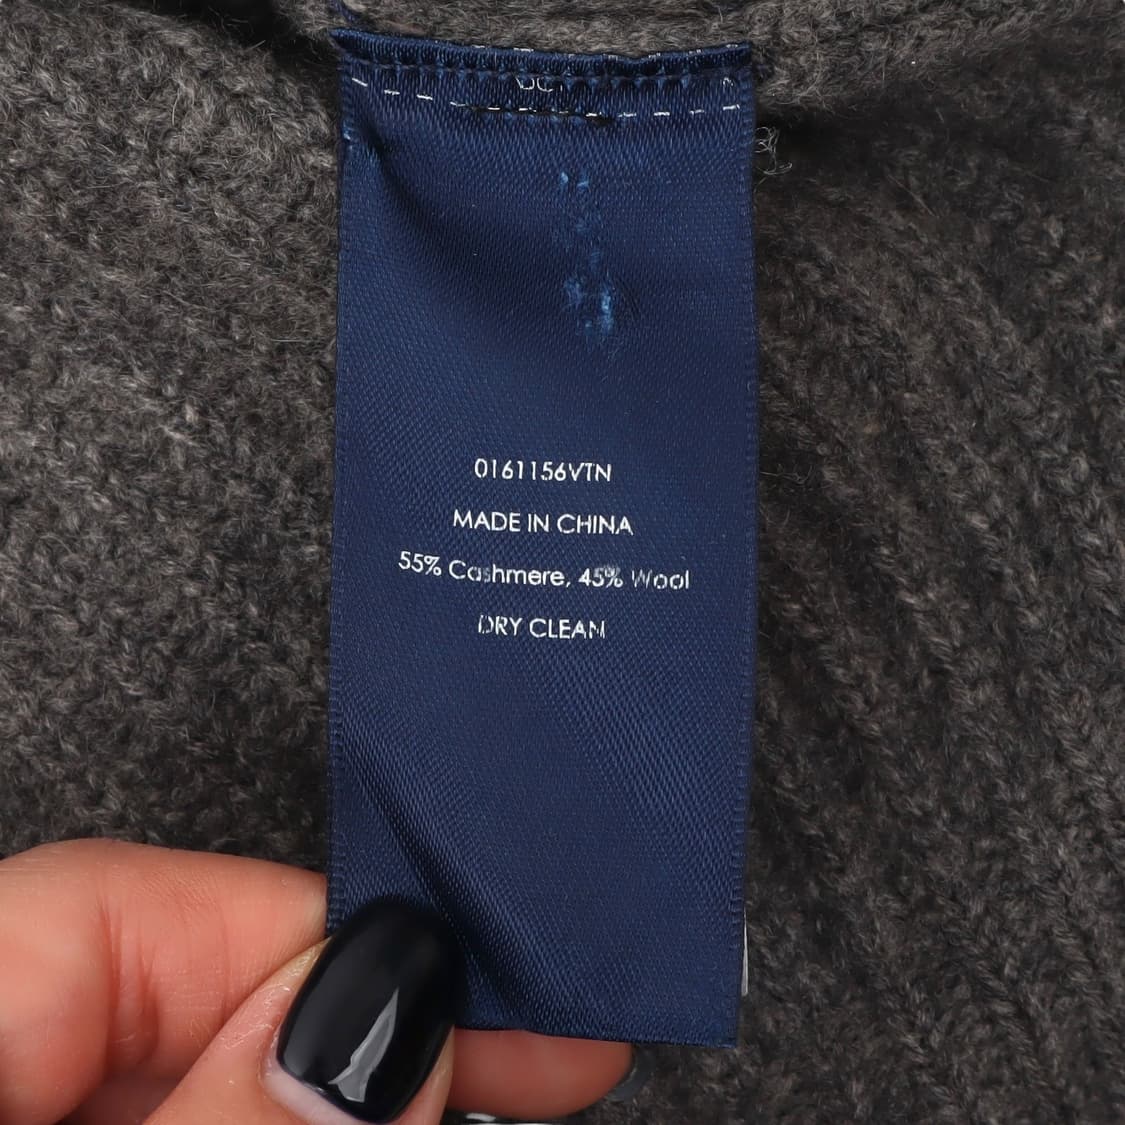 0161156VTN
MADE IN CHINA
55% Cashmere, 45% Wool
DRY CLEAN